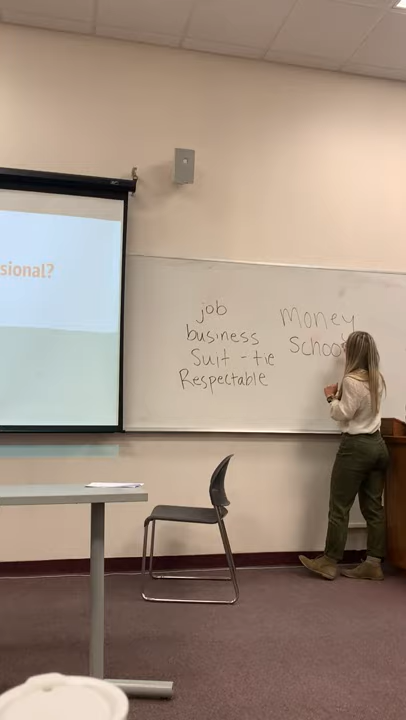 sional?
job
business
Suit - tie
Respectable
Money
School